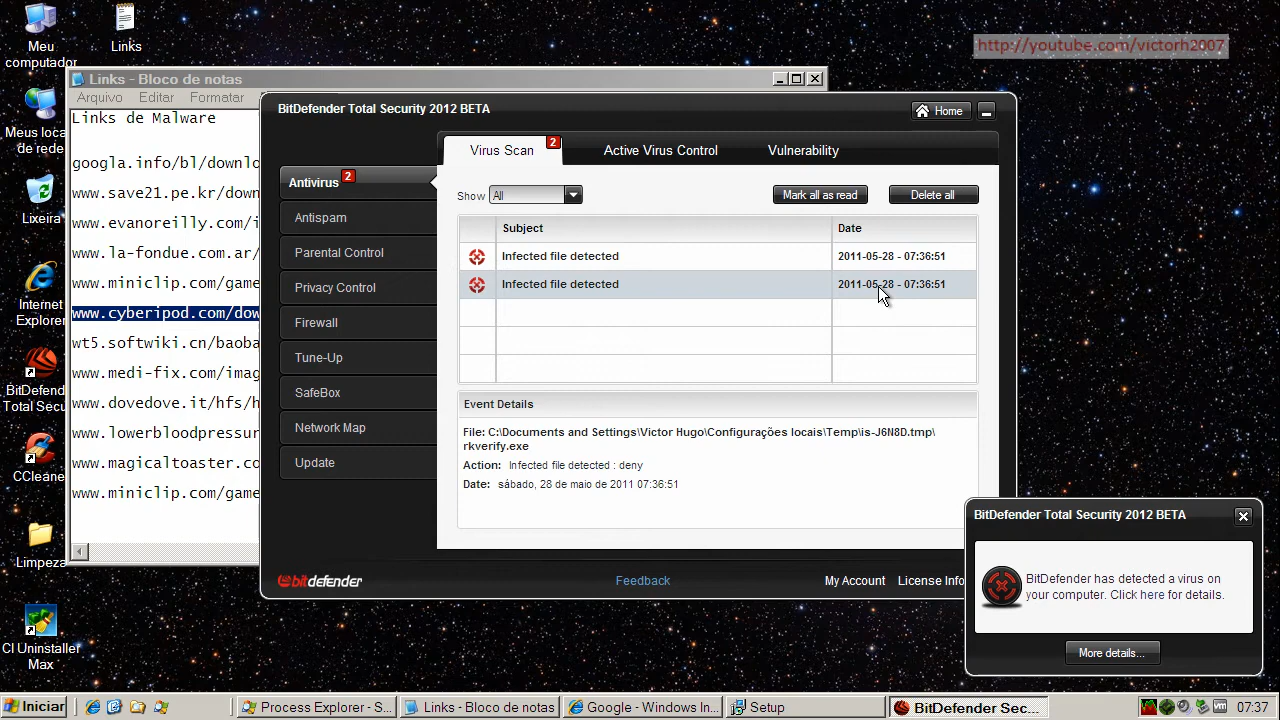 Meu
computador
Links
http://youtube.com/victorh2007
Links - Bloco de notas
Arquivo Editar Formatar
Links de Malware
googla.info/bl/downlo
www.save21.pe.kr/down
www.evanoreilly.com/i
www.la-fondue.com.ar/
www.miniclip.com/game
www.cyberipod.com/dow
wt5.softwiki.cn/baoba
www.medi-fix.com/imag
www.dovedove.it/hfs/h
www.lowerbloodpressur
www.magicaltoaster.co
www.miniclip.com/game
Meus loca
de rede
Lixeira
Internet
Explorer
BitDefend
Total Secu
CCleane
Limpeza
CI Uninstaller
Max
BitDefender Total Security 2012 BETA
Home
Antivirus 2
Antispam
Parental Control
Privacy Control
Firewall
Tune-Up
SafeBox
Network Map
Update
Virus Scan 2
Active Virus Control
Vulnerability
Show All
Mark all as read
Delete all
Subject Date
Infected file detected 2011-05-28 - 07:36:51
Infected file detected 2011-05-28 - 07:36:51
Event Details
File: C:\Documents and Settings\Victor Hugo\Configurações locais\Temp\is-J6N8D.tmp\
rkverify.exe
Action: Infected file detected : deny
Date: sábado, 28 de maio de 2011 07:36:51
bitdefender
Feedback
My Account
License Info
BitDefender Total Security 2012 BETA
BitDefender has detected a virus on
your computer. Click here for details.
More details...
Iniciar
Process Explorer - S...
Links - Bloco de notas
Google - Windows In...
Setup
BitDefender Sec...
07:37